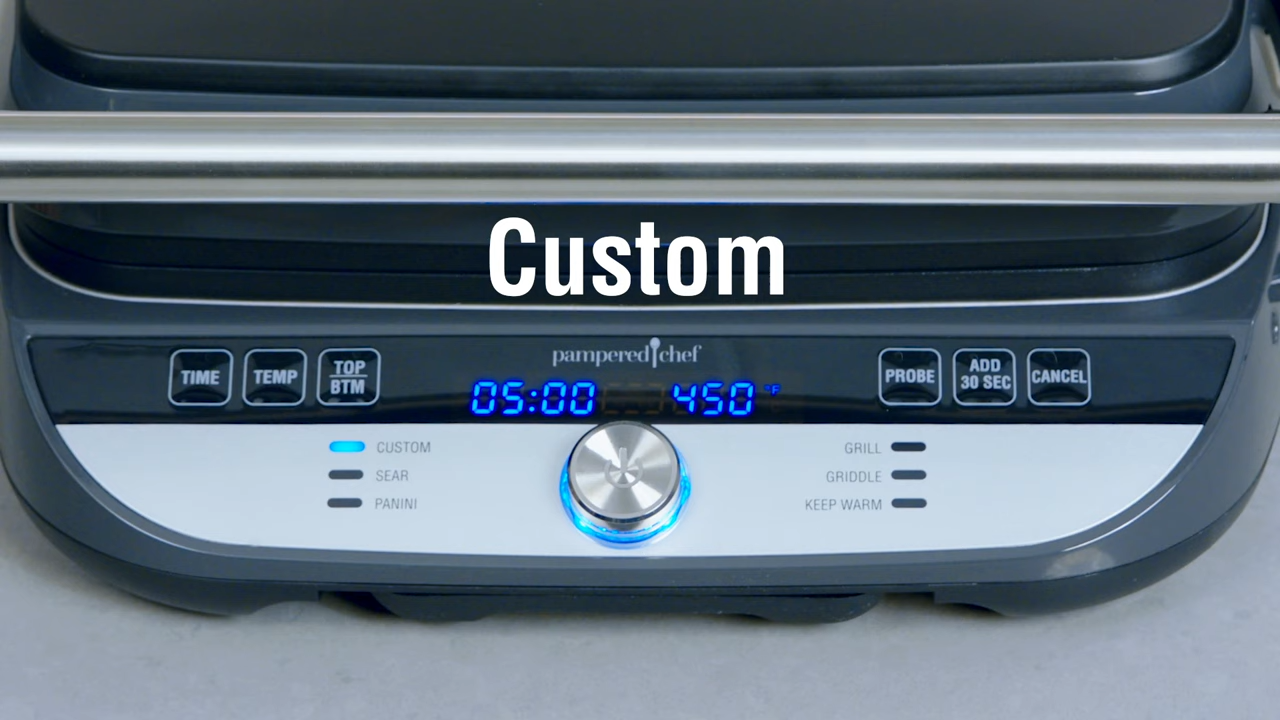 Custom
pampered chef
TIME
TEMP
TOP
BTM
05:00
450 °F
PROBE
ADD
30 SEC
CANCEL
CUSTOM
SEAR
PANINI
GRILL
GRIDDLE
KEEP WARM